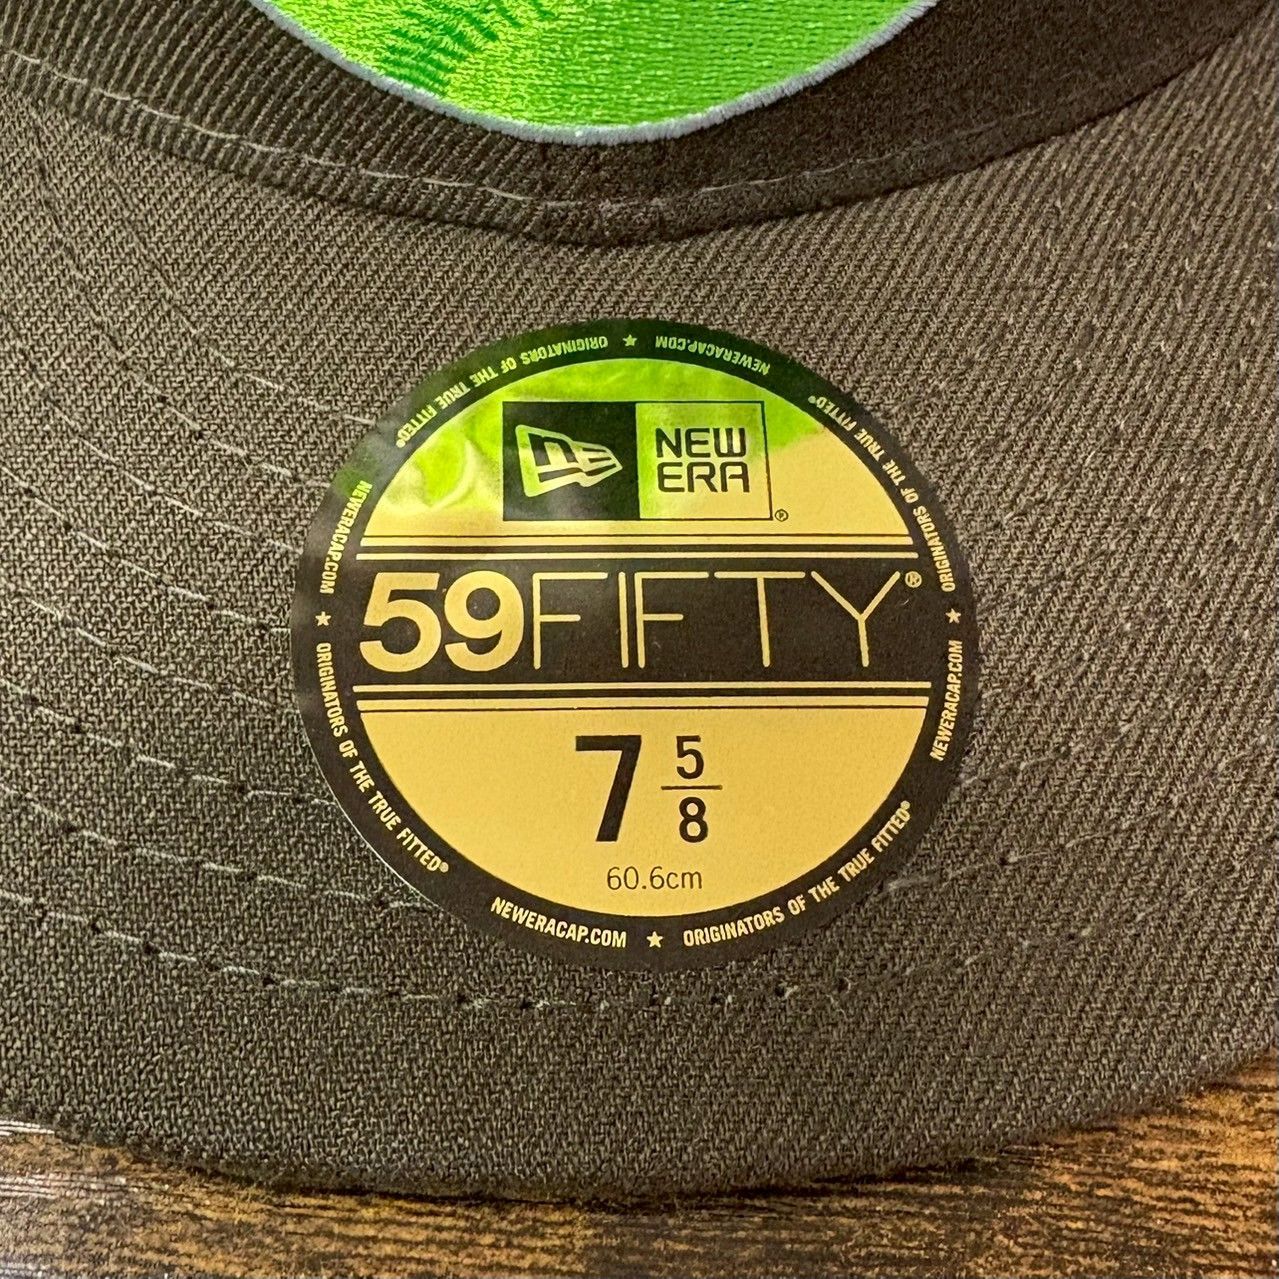 NEW
ERA
®
59FIFTY®
7 5/8
60.6cm
NEWERACAP.COM ★ ORIGINATORS OF THE TRUE FITTED®
NEWERACAP.COM ★ ORIGINATORS OF THE TRUE FITTED®
NEWERACAP.COM ★ ORIGINATORS OF THE TRUE FITTED®
NEWERACAP.COM ★ ORIGINATORS OF THE TRUE FITTED®